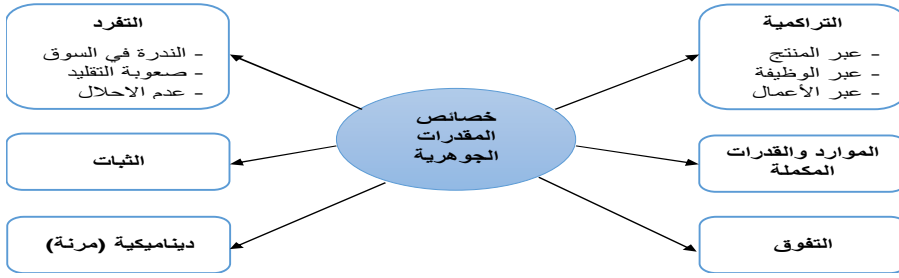 التراكمية
- عبر المنتج
- عبر الوظيفة
- عبر الأعمال
التفرد
- الندرة في السوق
- صعوبة التقليد
- عدم الاحلال
خصائص
المقدرات
الجوهرية
الموارد والقدرات
المكملة
الثبات
التفوق
ديناميكية (مرنة)